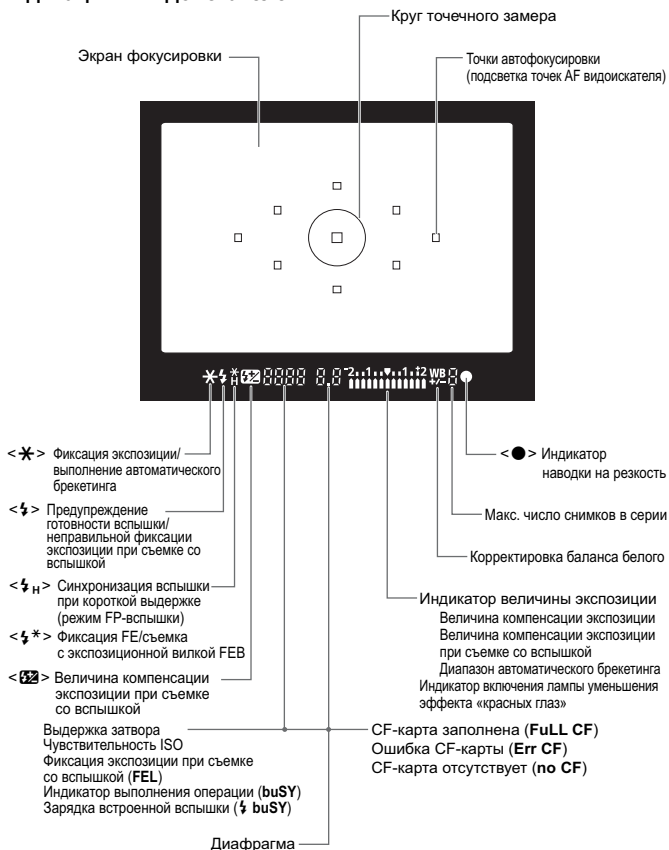 Круг точечного замера
Экран фокусировки
Точки автофокусировки
(подсветка точек AF видоискателя)
-2..1..▼..1.+2 WB
+/-
<✱> Фиксация экспозиции/
выполнение автоматического
брекетинга
<⚡> Предупреждение
готовности вспышки/
неправильной фиксации
экспозиции при съемке со
вспышкой
<⚡H> Синхронизация вспышки
при короткой выдержке
(режим FP-вспышки)
<⚡*> Фиксация FE/съемка
с экспозиционной вилкой FEB
<⚡±> Величина компенсации
экспозиции при съемке
со вспышкой
Выдержка затвора
Чувствительность ISO
Фиксация экспозиции при съемке
со вспышкой (FEL)
Индикатор выполнения операции (buSY)
Зарядка встроенной вспышки (⚡ buSY)
Диафрагма
<●> Индикатор
наводки на резкость
Макс. число снимков в серии
Корректировка баланса белого
Индикатор величины экспозиции
Величина компенсации экспозиции
Величина компенсации экспозиции
при съемке со вспышкой
Диапазон автоматического брекетинга
Индикатор включения лампы уменьшения
эффекта «красных глаз»
CF-карта заполнена (FuLL CF)
Ошибка CF-карты (Err CF)
CF-карта отсутствует (no CF)